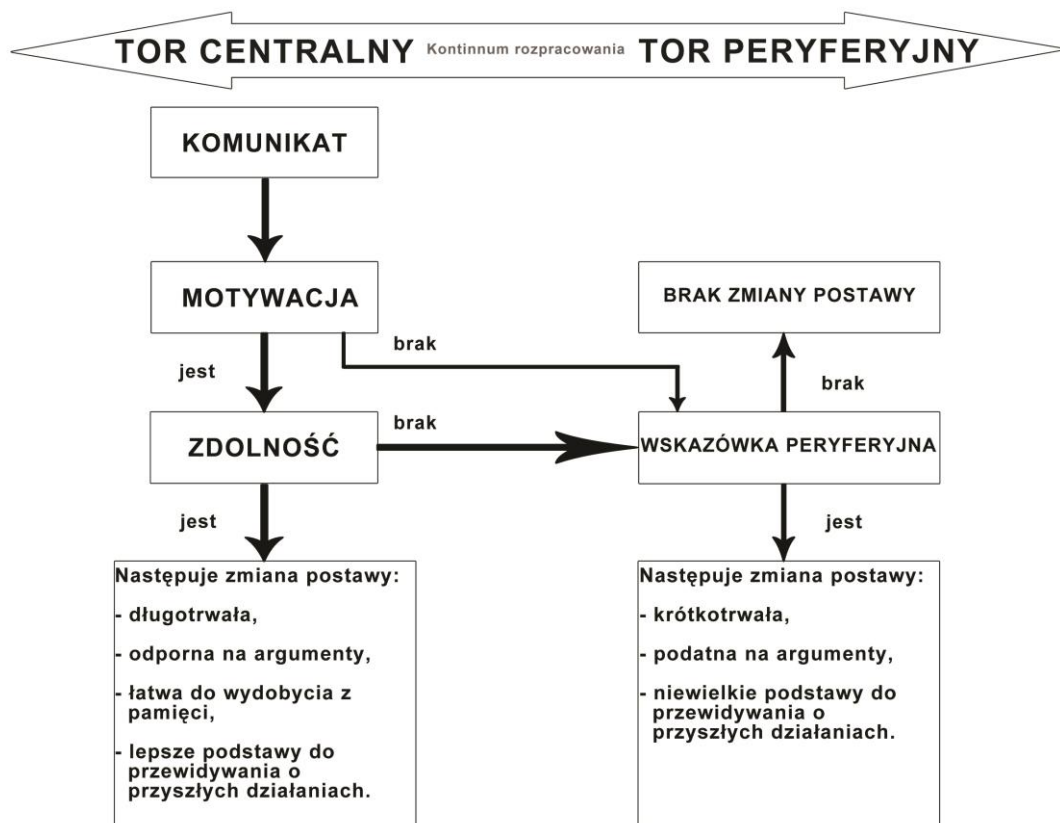 TOR CENTRALNY Kontinnum rozpracowania TOR PERYFERYJNY
KOMUNIKAT
MOTYWACJA
BRAK ZMIANY POSTAWY
brak
jest
brak
ZDOLNOŚĆ
brak
WSKAZÓWKA PERYFERYJNA
jest
jest
Następuje zmiana postawy:
- długotrwała,
- odporna na argumenty,
- łatwa do wydobycia z
pamięci,
- lepsze podstawy do
przewidywania o
przyszłych działaniach.
Następuje zmiana postawy:
- krótkotrwała,
- podatna na argumenty,
- niewielkie podstawy do
przewidywania o
przyszłych działaniach.